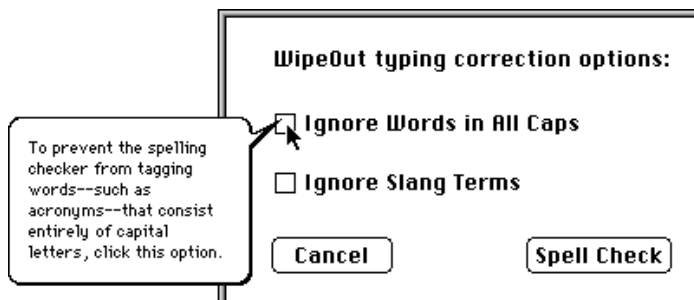 WipeOut typing correction options:
Ignore Words in All Caps
To prevent the spelling
checker from tagging
words--such as
acronyms--that consist
entirely of capital
letters, click this option.
Ignore Slang Terms
Cancel
Spell Check